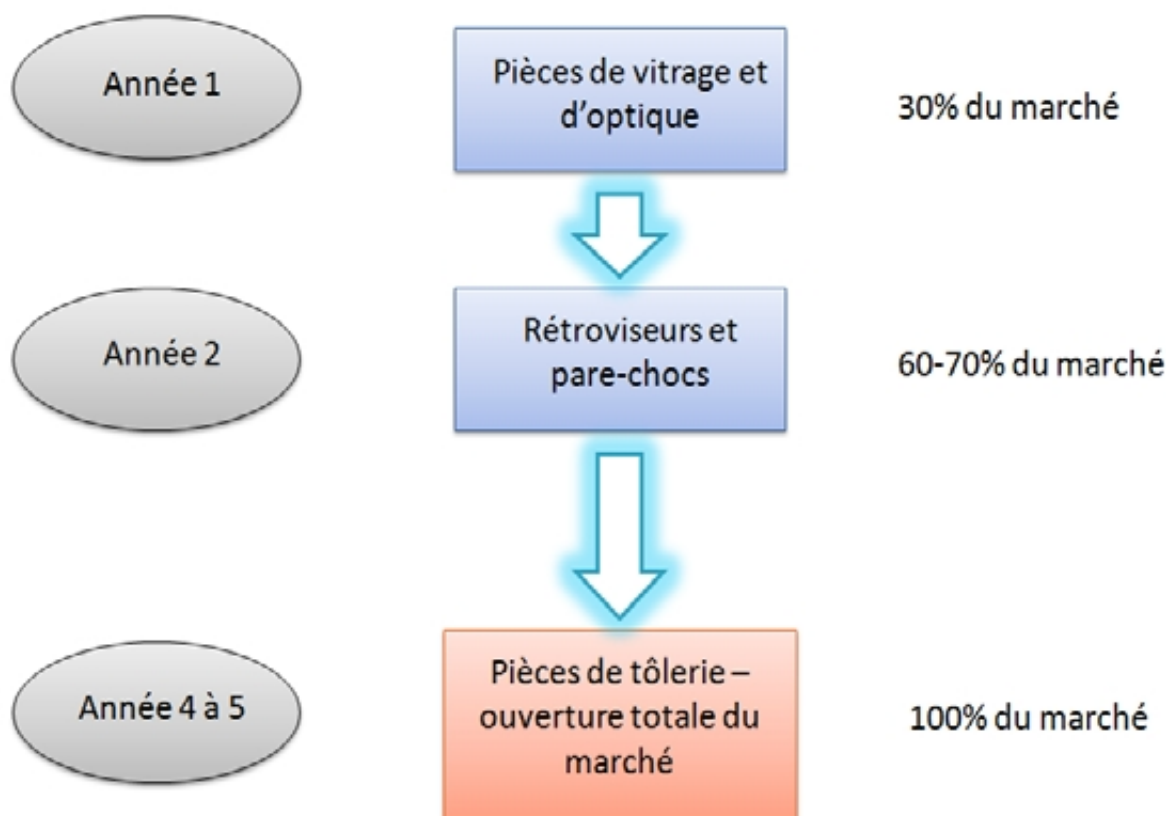 Année 1
Pièces de vitrage et
d'optique
30% du marché
Année 2
Rétroviseurs et
pare-chocs
60-70% du marché
Année 4 à 5
Pièces de tôlerie –
ouverture totale du
marché
100% du marché